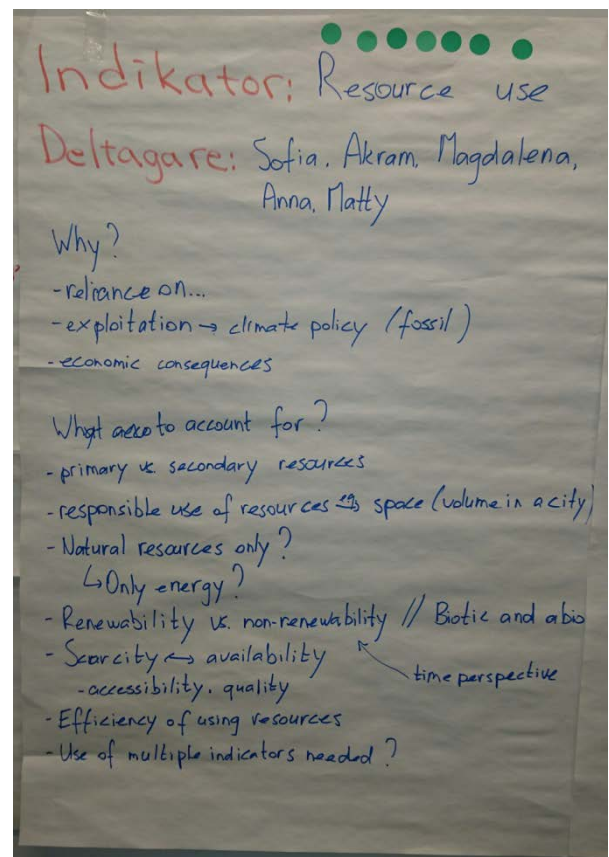 Indikator: Resource use
Deltagare: Sofia, Akram, Magdalena,
Anna, Matty
Why?
- reliance on...
- exploitation → climate policy (fossil)
- economic consequences
What to account for?
- primary vs. secondary resources
- responsible use of resources space (volume in a city)
- Natural resources only?
↳ Only energy?
- Renewability vs. non-renewability // Biotic and abio
- Scarcity ↔ availability
time perspective
- accessibility, quality
- Efficiency of using resources
- Use of multiple indicators needed?